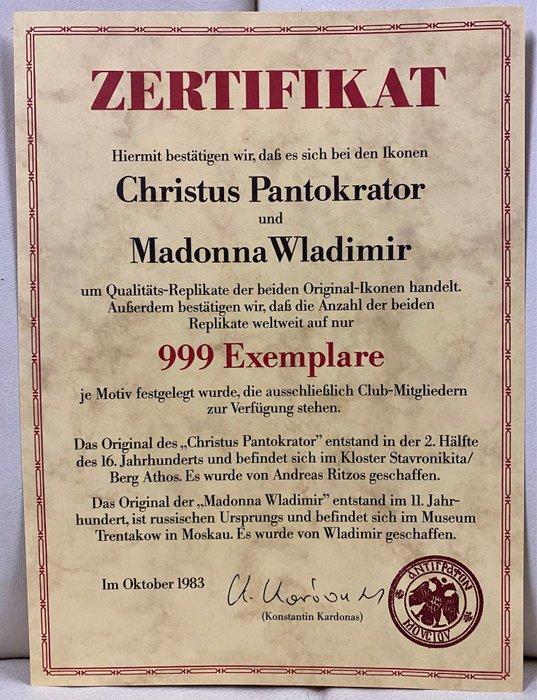 ZERTIFIKAT
Hiermit bestätigen wir, daß es sich bei den Ikonen
Christus Pantokrator
und
Madonna Wladimir
um Qualitäts-Replikate der beiden Original-Ikonen handelt.
Außerdem bestätigen wir, daß die Anzahl der beiden
Replikate weltweit auf nur
999 Exemplare
je Motiv festgelegt wurde, die ausschließlich Club-Mitgliedern
zur Verfügung stehen.
Das Original des „Christus Pantokrator" entstand in der 2. Hälfte
des 16. Jahrhunderts und befindet sich im Kloster Stavronikita/
Berg Athos. Es wurde von Andreas Ritzos geschaffen.
Das Original der „Madonna Wladimir" entstand im 11. Jahr-
hundert, ist russischen Ursprungs und befindet sich im Museum
Trentakow in Moskau. Es wurde von Wladimir geschaffen.
Im Oktober 1983
(Konstantin Kardonas)